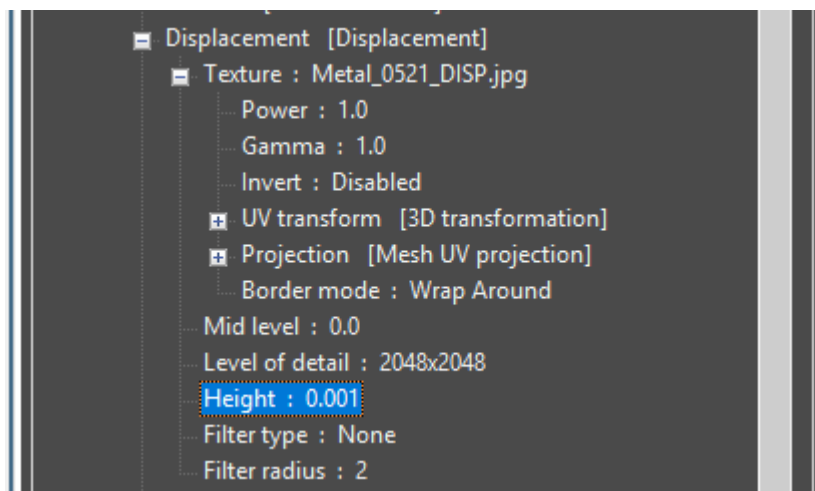 Displacement [Displacement]
Texture : Metal_0521_DISP.jpg
Power : 1.0
Gamma : 1.0
Invert : Disabled
UV transform [3D transformation]
Projection [Mesh UV projection]
Border mode : Wrap Around
Mid level : 0.0
Level of detail : 2048x2048
Height : 0.001
Filter type : None
Filter radius : 2